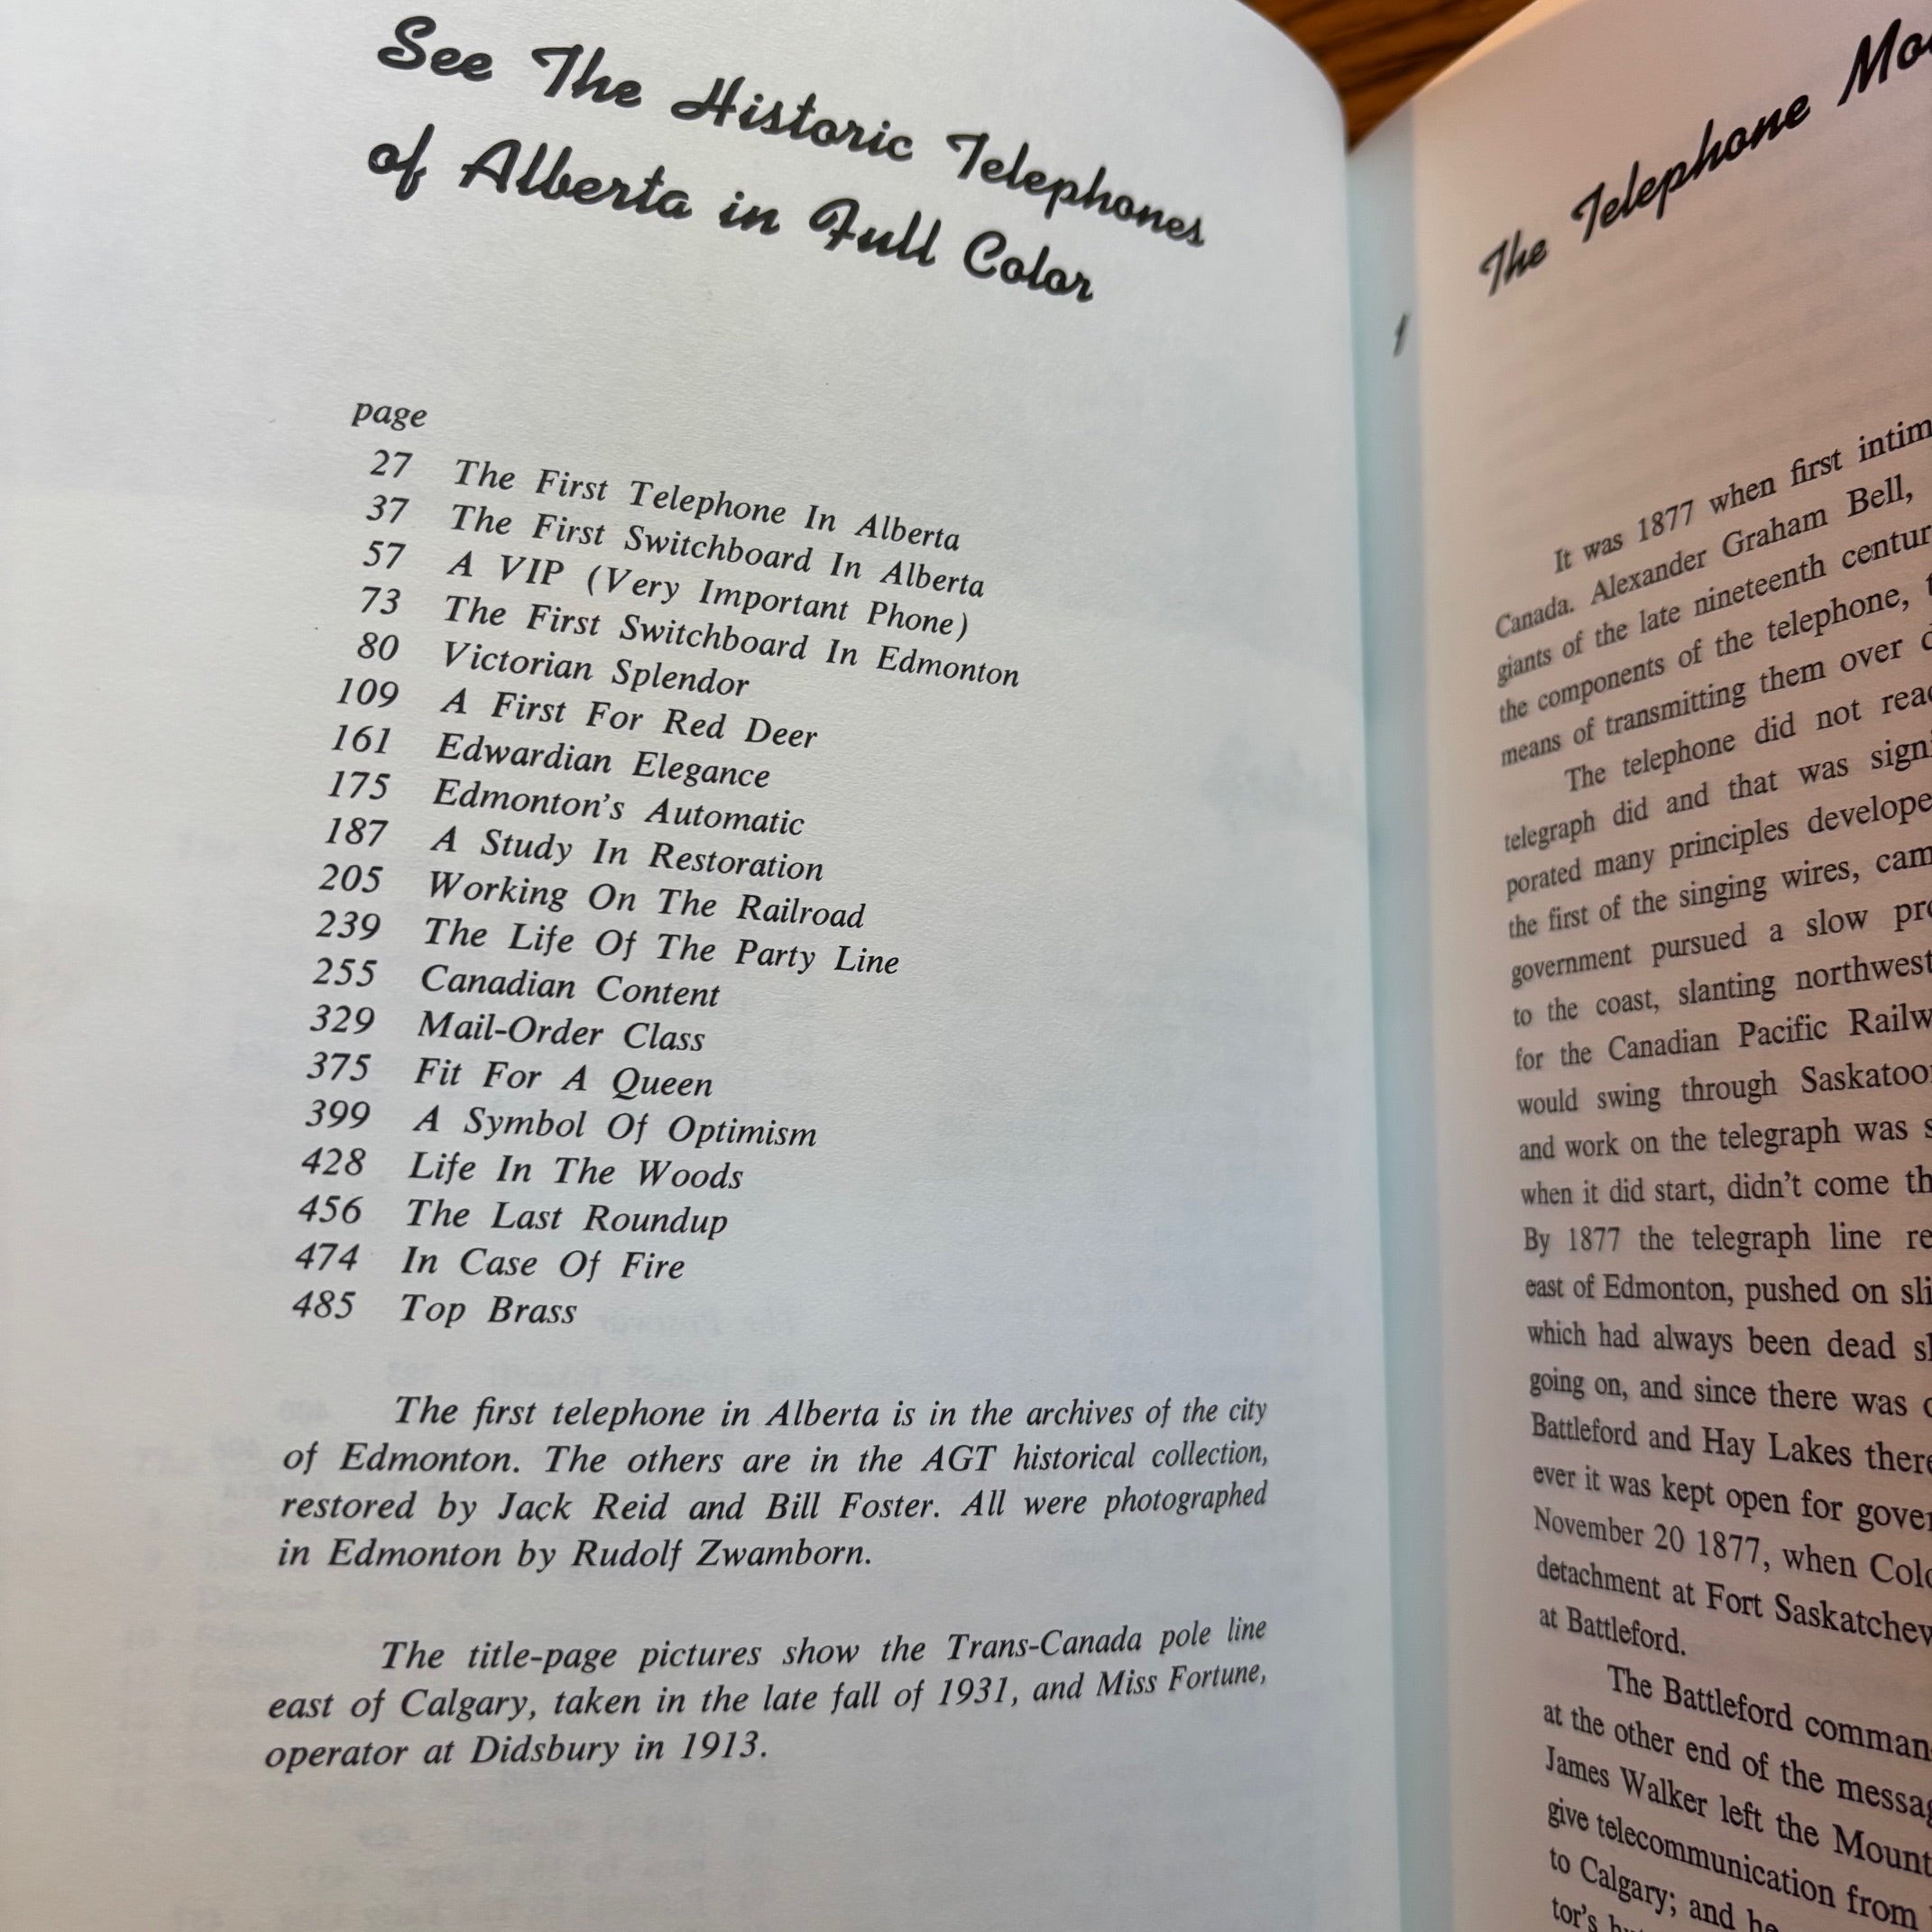 See The Historic Telephones
of Alberta in Full Color
page
27 The First Telephone In Alberta
37 The First Switchboard In Alberta
57 A VIP (Very Important Phone)
73 The First Switchboard In Edmonton
80 Victorian Splendor
109 A First For Red Deer
161 Edwardian Elegance
175 Edmonton's Automatic
187 A Study In Restoration
205 Working On The Railroad
239 The Life Of The Party Line
255 Canadian Content
329 Mail-Order Class
375 Fit For A Queen
399 A Symbol Of Optimism
428 Life In The Woods
456 The Last Roundup
474 In Case Of Fire
485 Top Brass
The first telephone in Alberta is in the archives of the city
of Edmonton. The others are in the AGT historical collection,
restored by Jack Reid and Bill Foster. All were photographed
in Edmonton by Rudolf Zwamborn.
The title-page pictures show the Trans-Canada pole line
east of Calgary, taken in the late fall of 1931, and Miss Fortune,
operator at Didsbury in 1913.
The Telephone
1
It was 1877 when first
Canada. Alexander Graham Bell,
giants of the late nineteenth
the components of the telephone,
means of transmitting them over
The telephone did not
telegraph did and that was
porated many principles
the first of the singing wires,
government pursued a slow
to the coast, slanting
for the Canadian Pacific
would swing through
and work on the telegraph was
when it did start, didn't come
By 1877 the telegraph line
east of Edmonton, pushed on
which had always been dead
going on, and since there was
Battleford and Hay Lakes
ever it was kept open for
November 20 1877, when
detachment at Fort
at Battleford.
The Battleford
at the other end of the
James Walker left the
give telecommunication from
to Calgary; and he
tor's